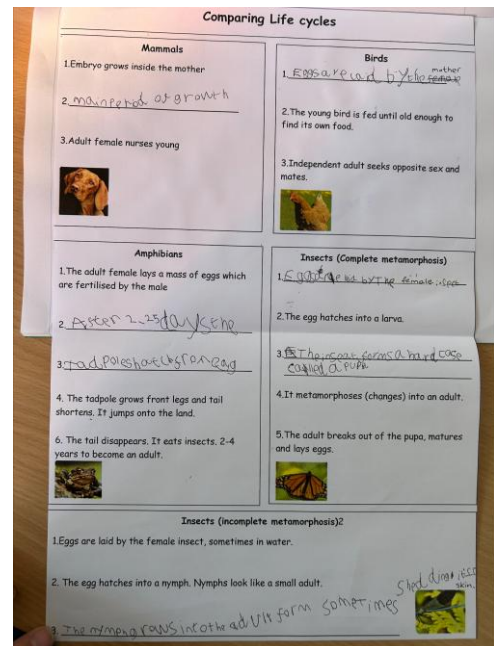 Comparing Life cycles
Mammals
1.Embryo grows inside the mother
2. mainperod of growth
3.Adult female nurses young
Birds
mother
1. Eggs are lad by the female
2.The young bird is fed until old enough to
find its own food.
3.Independent adult seeks opposite sex and
mates.
Amphibians
1.The adult female lays a mass of eggs which
are fertilised by the male
2. After 2-25 days the
3. tadpoles hatch from egg
4. The tadpole grows front legs and tail
shortens. It jumps onto the land.
6. The tail disappears. It eats insects. 2-4
years to become an adult.
Insects (Complete metamorphosis)
1. by The female
2.The egg hatches into a larva.
3. The forms a hard case
called a pupa
4.It metamorphoses (changes) into an adult.
5.The adult breaks out of the pupa, matures
and lays eggs.
Insects (incomplete metamorphosis)2
1.Eggs are laid by the female insect, sometimes in water.
2. The egg hatches into a nymph. Nymphs look like a small adult.
3. The nymph grows into the adult form sometimes shedding itESS
skin.